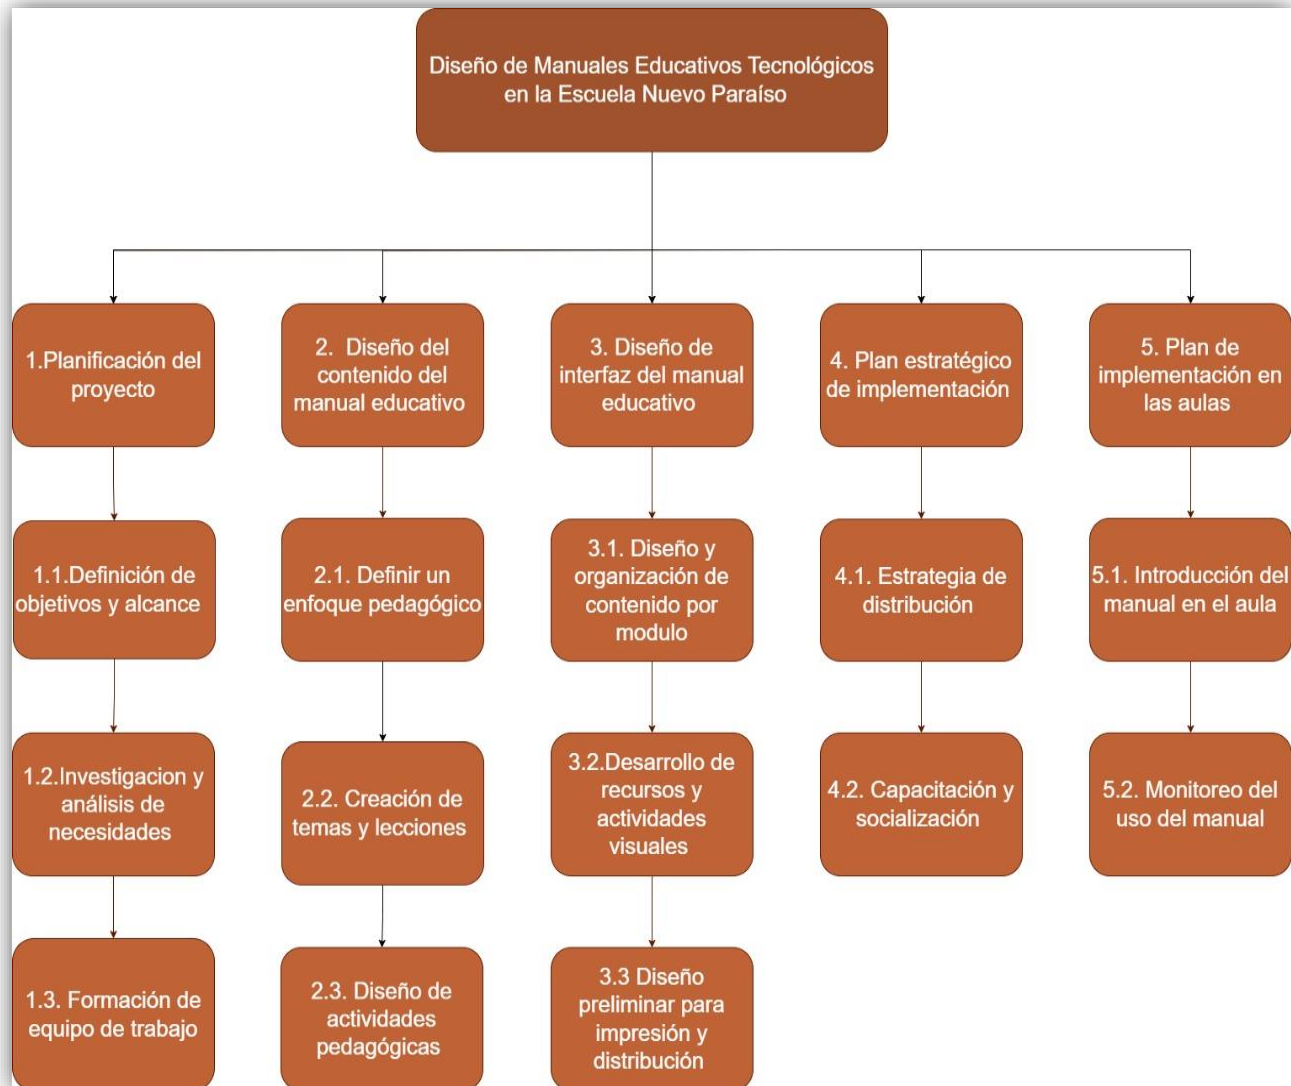 Diseño de Manuales Educativos Tecnológicos
en la Escuela Nuevo Paraíso
1.Planificación del
proyecto
2. Diseño del
contenido del
manual educativo
3. Diseño de
interfaz del manual
educativo
4. Plan estratégico
de implementación
5. Plan de
implementación en
las aulas
1.1.Definición de
objetivos y alcance
2.1. Definir un
enfoque pedagógico
3.1. Diseño y
organización de
contenido por
modulo
4.1. Estrategia de
distribución
5.1. Introducción del
manual en el aula
1.2.Investigacion y
análisis de
necesidades
2.2. Creación de
temas y lecciones
3.2.Desarrollo de
recursos y
actividades
visuales
4.2. Capacitación y
socialización
5.2. Monitoreo del
uso del manual
1.3. Formación de
equipo de trabajo
2.3. Diseño de
actividades
pedagógicas
3.3 Diseño
preliminar para
impresión y
distribución